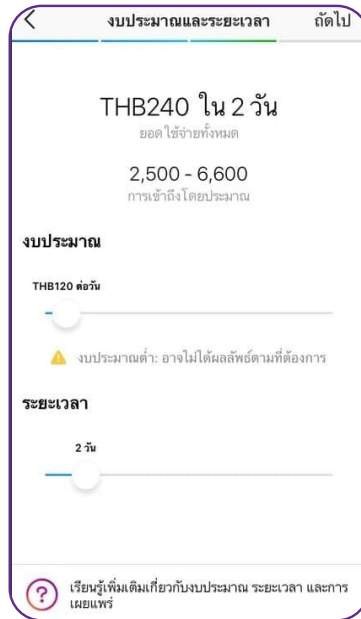 งบประมาณและระยะเวลา ถัดไป
THB240 ใน 2 วัน
ยอดใช้จ่ายทั้งหมด
2,500 - 6,600
การเข้าถึงโดยประมาณ
งบประมาณ
THB120 ต่อวัน
งบประมาณต่ำ: อาจไม่ได้ผลลัพธ์ตามที่ต้องการ
ระยะเวลา
2 วัน
เรียนรู้เพิ่มเติมเกี่ยวกับงบประมาณ ระยะเวลา และการ
เผยแพร่